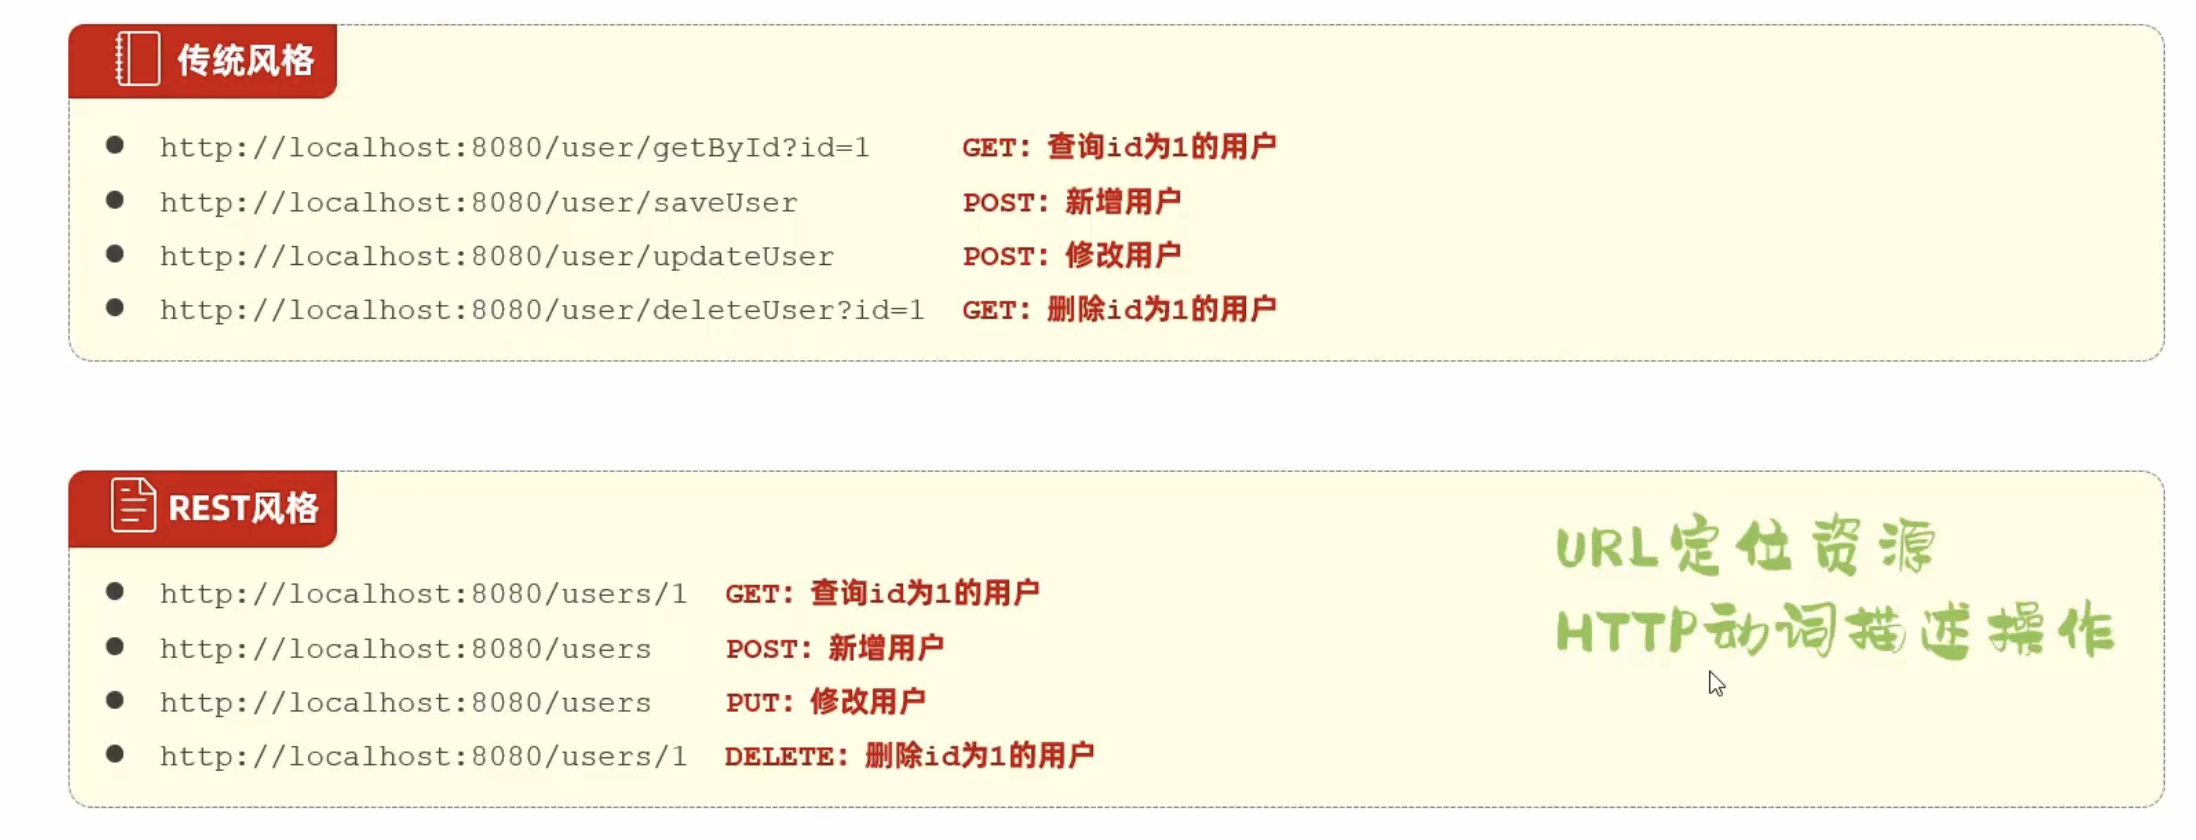 传统风格
http://localhost:8080/user/getById?id=1 GET：查询id为1的用户
http://localhost:8080/user/saveUser POST：新增用户
http://localhost:8080/user/updateUser POST：修改用户
http://localhost:8080/user/deleteUser?id=1 GET：删除id为1的用户
REST风格
URL定位资源
HTTP动词描述操作
http://localhost:8080/users/1 GET：查询id为1的用户
http://localhost:8080/users POST：新增用户
http://localhost:8080/users PUT：修改用户
http://localhost:8080/users/1 DELETE：删除id为1的用户